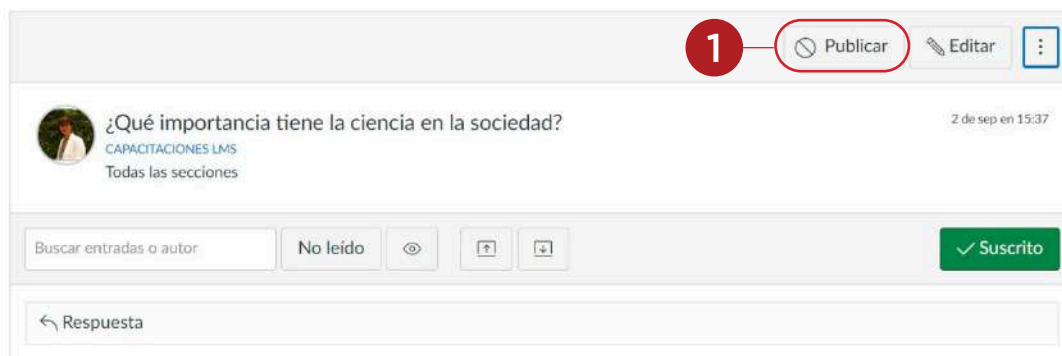 1
Publicar
Editar
¿Qué importancia tiene la ciencia en la sociedad?
2 de sep en 15:37
CAPACITACIONES LMS
Todas las secciones
Buscar entradas o autor
No leído
Suscrito
Respuesta